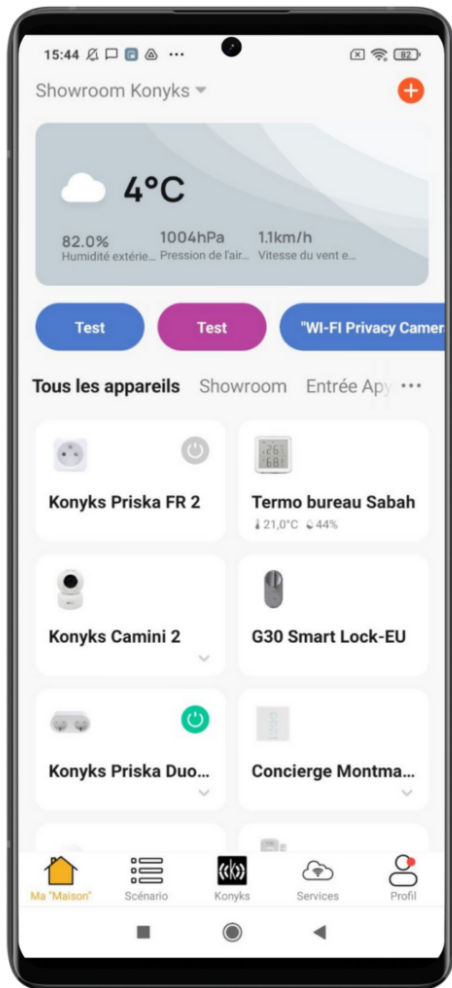 15:44
82
Showroom Konyks
4°C
82.0% 1004hPa 1.1km/h
Humidité extérie... Pression de l'air... Vitesse du vent e...
Test Test "WI-FI Privacy Camer
Tous les appareils Showroom Entrée Apy ...
Konyks Priska FR 2
Termo bureau Sabah
21,0°C 44%
Konyks Camini 2
G30 Smart Lock-EU
Konyks Priska Duo...
Concierge Montma...
Ma "Maison" Scénario Konyks Services Profil